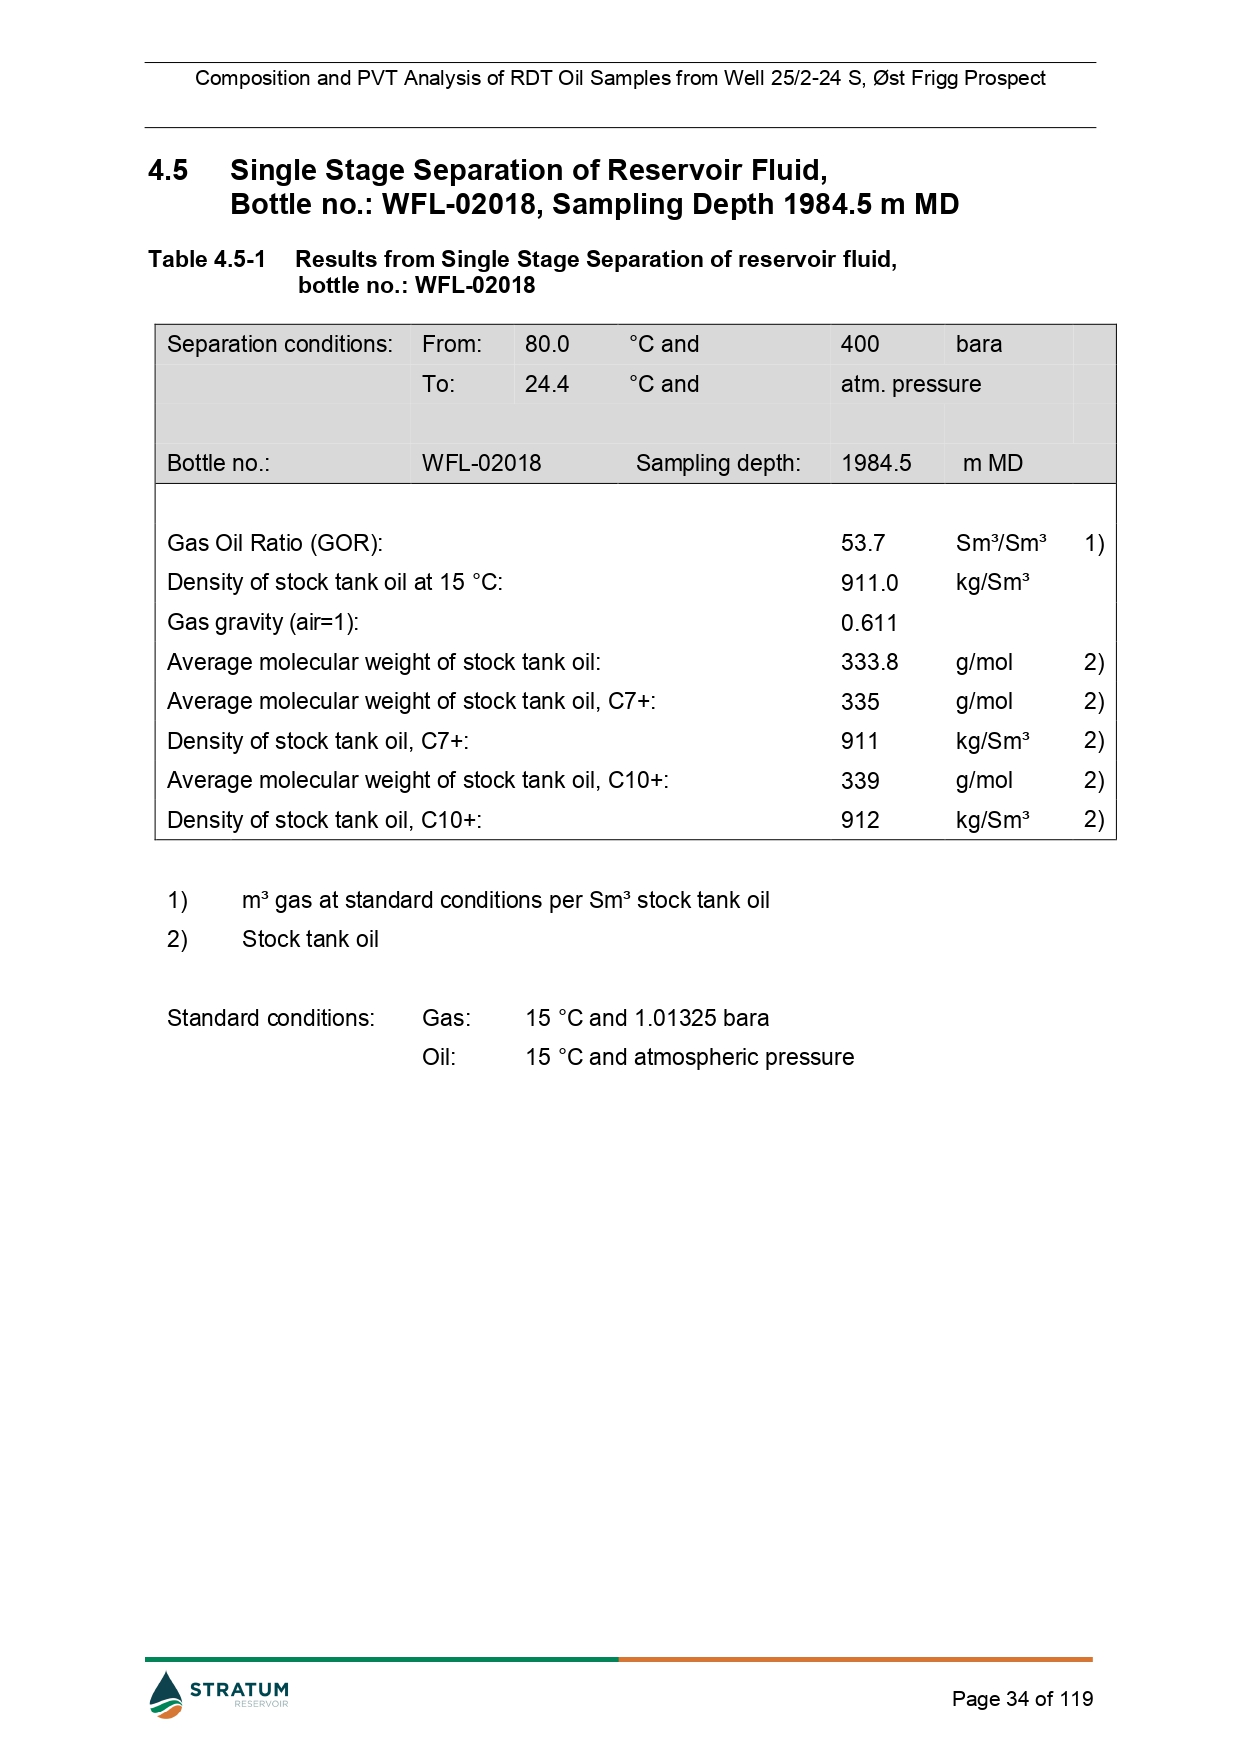 Composition and PVT Analysis of RDT Oil Samples from Well 25/2-24 S, Øst Frigg Prospect
4.5 Single Stage Separation of Reservoir Fluid,
Bottle no.: WFL-02018, Sampling Depth 1984.5 m MD
Table 4.5-1 Results from Single Stage Separation of reservoir fluid,
bottle no.: WFL-02018
Separation conditions: From: 80.0 °C and 400 bara
To: 24.4 °C and atm. pressure
Bottle no.: WFL-02018 Sampling depth: 1984.5 m MD
Gas Oil Ratio (GOR): 53.7 Sm³/Sm³ 1)
Density of stock tank oil at 15 °C: 911.0 kg/Sm³
Gas gravity (air=1): 0.611
Average molecular weight of stock tank oil: 333.8 g/mol 2)
Average molecular weight of stock tank oil, C7+: 335 g/mol 2)
Density of stock tank oil, C7+: 911 kg/Sm³ 2)
Average molecular weight of stock tank oil, C10+: 339 g/mol 2)
Density of stock tank oil, C10+: 912 kg/Sm³ 2)
1) m³ gas at standard conditions per Sm³ stock tank oil
2) Stock tank oil
Standard conditions: Gas: 15 °C and 1.01325 bara
Oil: 15 °C and atmospheric pressure
STRATUM
RESERVOIR
Page 34 of 119